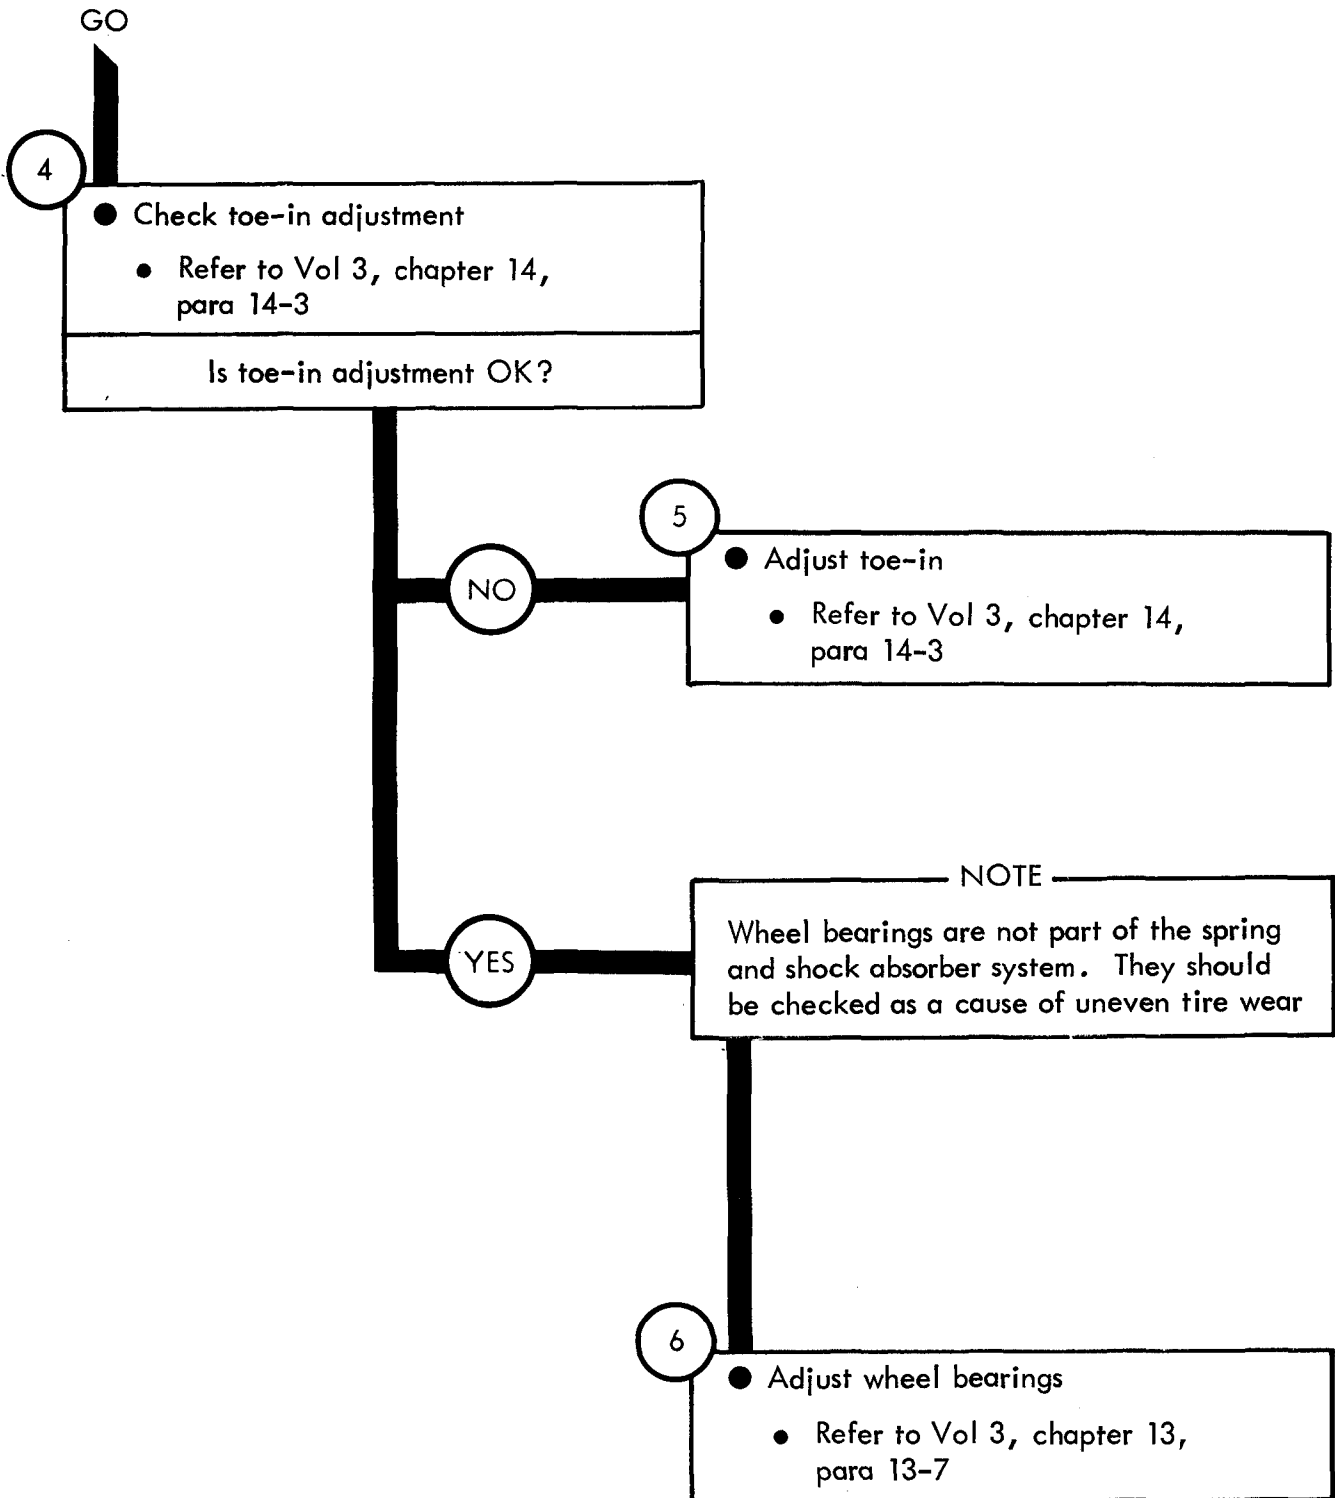 GO
4
● Check toe-in adjustment
● Refer to Vol 3, chapter 14,
para 14-3
Is toe-in adjustment OK?
5
● Adjust toe-in
● Refer to Vol 3, chapter 14,
para 14-3
NO
NOTE
Wheel bearings are not part of the spring
and shock absorber system. They should
be checked as a cause of uneven tire wear
YES
6
● Adjust wheel bearings
● Refer to Vol 3, chapter 13,
para 13-7